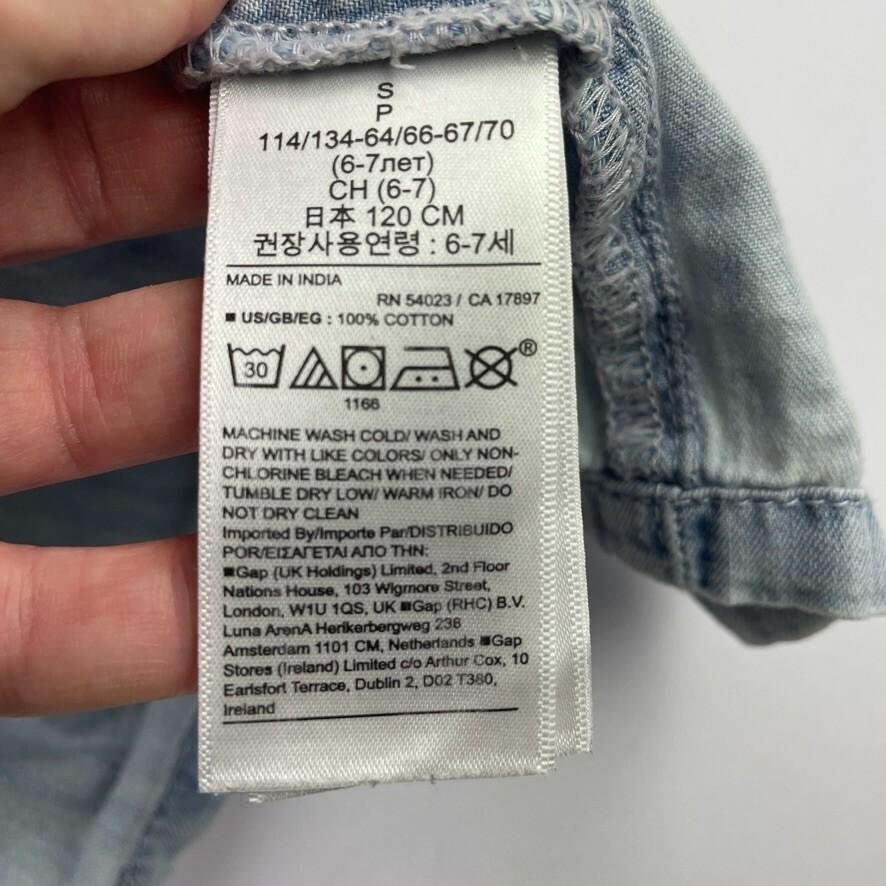 S
P
114/134-64/66-67/70
(6-7лет)
CH (6-7)
日本 120 CM
권장사용연령 : 6-7세
MADE IN INDIA
RN 54023 / CA 17897
■ US/GB/EG : 100% COTTON
30 ®
1166
MACHINE WASH COLD/ WASH AND
DRY WITH LIKE COLORS/ ONLY NON-
CHLORINE BLEACH WHEN NEEDED/
TUMBLE DRY LOW/ WARM IRON/ DO
NOT DRY CLEAN
Imported By/Importe Par/DISTRIBUIDO
POR/ΕΙΣΑΓΕΤΑΙ ΑΠΟ ΤΗΝ:
■Gap (UK Holdings) Limited, 2nd Floor
Nations House, 103 Wigmore Street,
London, W1U 1QS, UK ■Gap (RHC) B.V.
Luna ArenA Herikerbergweg 238
Amsterdam 1101 CM, Netherlands ■Gap
Stores (Ireland) Limited c/o Arthur Cox, 10
Earlsfort Terrace, Dublin 2, D02 T380,
Ireland